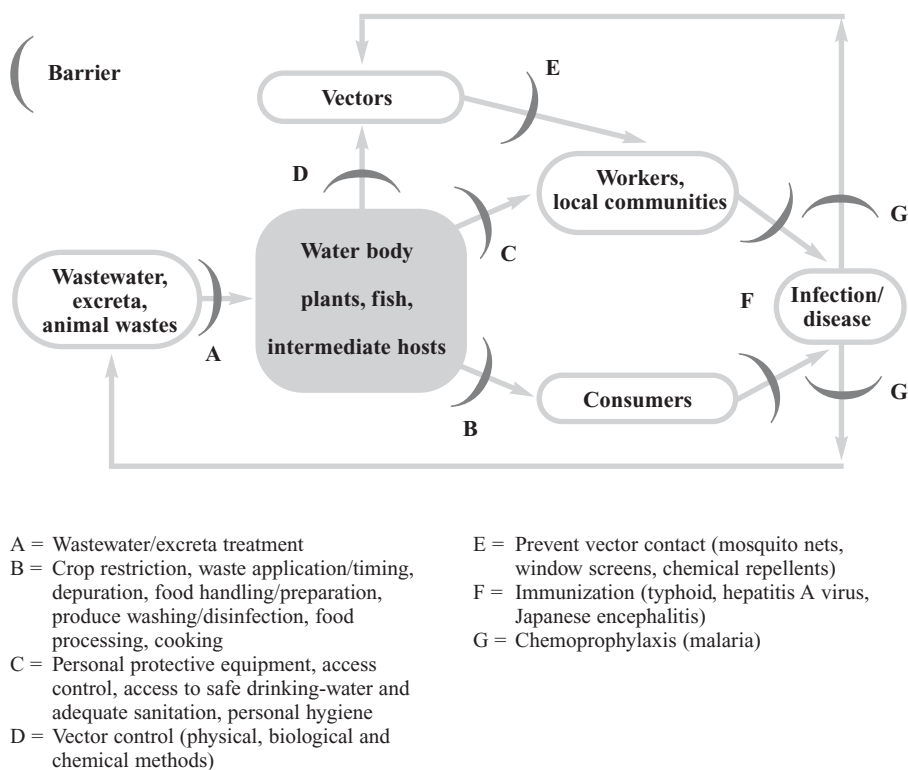 Barrier
E
Vectors
D
Workers,
local communities
G
C
Water body
plants, fish,
intermediate hosts
Wastewater,
excreta,
animal wastes
A
F
Infection/
disease
Consumers
B
G
A = Wastewater/excreta treatment
B = Crop restriction, waste application/timing,
depuration, food handling/preparation,
produce washing/disinfection, food
processing, cooking
C = Personal protective equipment, access
control, access to safe drinking-water and
adequate sanitation, personal hygiene
D = Vector control (physical, biological and
chemical methods)
E = Prevent vector contact (mosquito nets,
window screens, chemical repellents)
F = Immunization (typhoid, hepatitis A virus,
Japanese encephalitis)
G = Chemoprophylaxis (malaria)